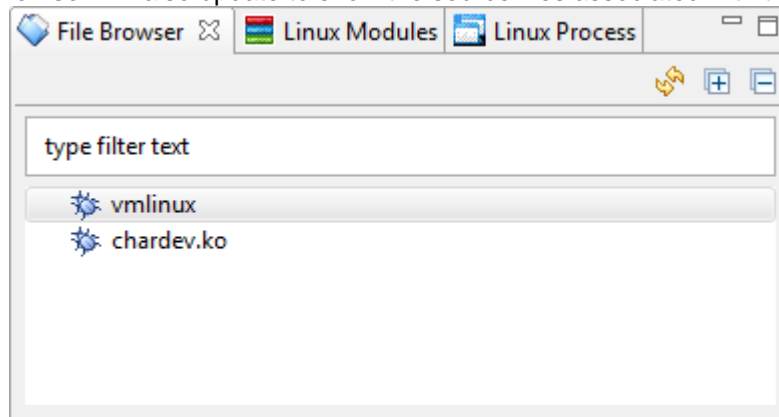 File Browser Linux Modules Linux Process
type filter text
vmlinux
chardev.ko